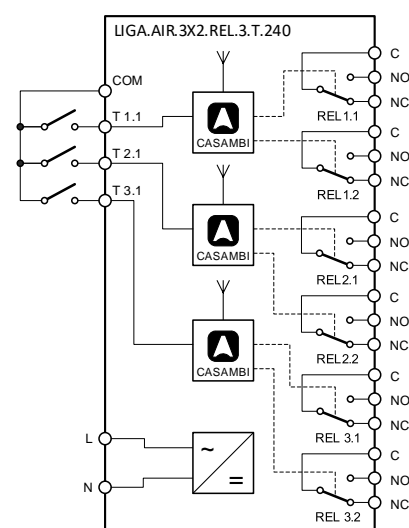 LIGA.AIR.3X2.REL.3.T.240
COM
T 1.1
T 2.1
T 3.1
CASAMBI
CASAMBI
CASAMBI
C
NO
NC
REL1.1
C
NO
NC
REL1.2
C
NO
NC
REL2.1
C
NO
NC
REL2.2
C
NO
NC
REL 3.1
C
NO
NC
REL 3.2
L
N
~
=